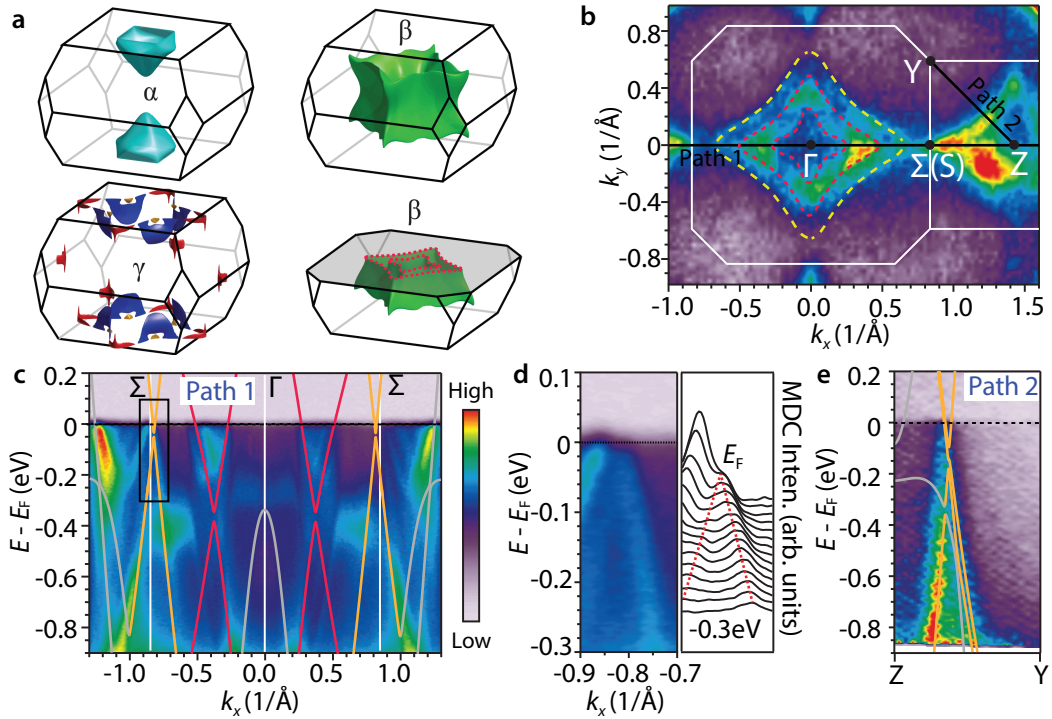 a
α
β
γ
β
b
0.8
0.4
0
-0.4
-0.8
k_y (1/Å)
Y
Path 2
Path 1
Γ
Σ(S)
Z
-1.0
-0.5
0.0
0.5
1.0
1.5
k_x (1/Å)
c
Σ
Path 1
Γ
Σ
0.2
0
-0.2
-0.4
-0.6
-0.8
E - E_F (eV)
-1.0
-0.5
0.0
0.5
1.0
k_x (1/Å)
High
Low
d
0.1
0
-0.1
-0.2
-0.3
E - E_F (eV)
-0.9
-0.8
-0.7
k_x (1/Å)
E_F
-0.3eV
MDC Inten. (arb. units)
e
Path 2
0.2
0
-0.2
-0.4
-0.6
-0.8
E - E_F (eV)
Z
Y